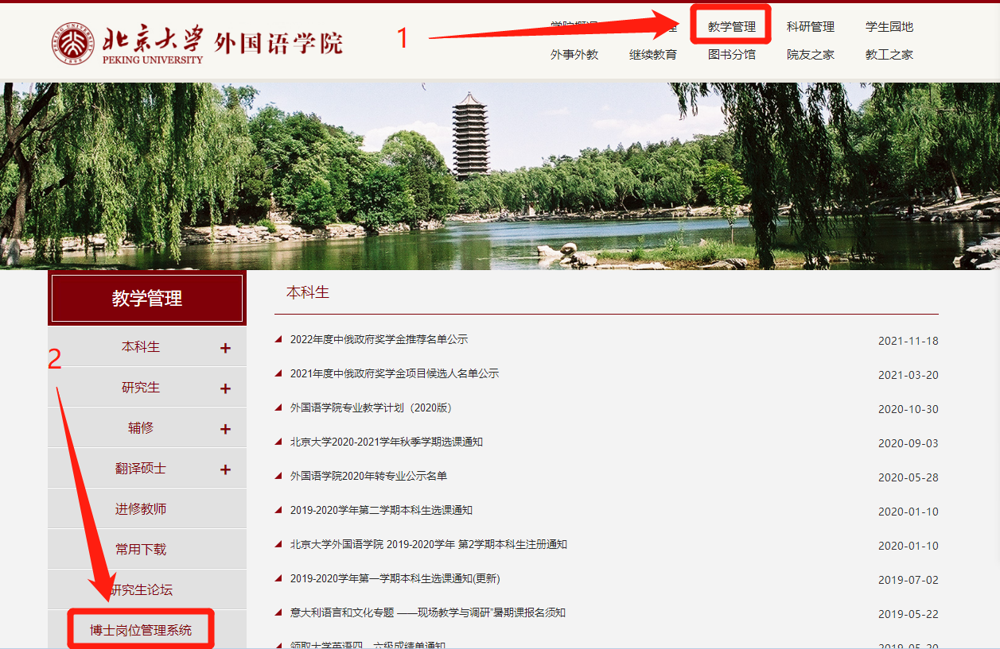 北京大学 外国语学院
PEKING UNIVERSITY
PEKING UNIVERSITY
1898
1
教学管理 科研管理 学生园地
外事外教 继续教育 图书分馆 院友之家 教工之家
教学管理
2
本科生 +
研究生 +
辅修 +
翻译硕士 +
进修教师
常用下载
研究生论坛
博士岗位管理系统
本科生
2022年度中俄政府奖学金推荐名单公示 2021-11-18
2021年度中俄政府奖学金项目候选人名单公示 2021-03-20
外国语学院专业教学计划（2020版） 2020-10-30
北京大学2020-2021学年秋季学期选课通知 2020-09-03
外国语学院2020年转专业公示名单 2020-05-28
2019-2020学年第二学期本科生选课通知 2020-01-10
北京大学外国语学院 2019-2020学年 第2学期本科生注册通知 2020-01-10
2019-2020学年第一学期本科生选课通知(更新) 2019-07-02
意大利语言和文化专题 ——现场教学与调研”暑期课报名须知 2019-05-22
领取大学英语四、六级成绩单通知 2019-05-20